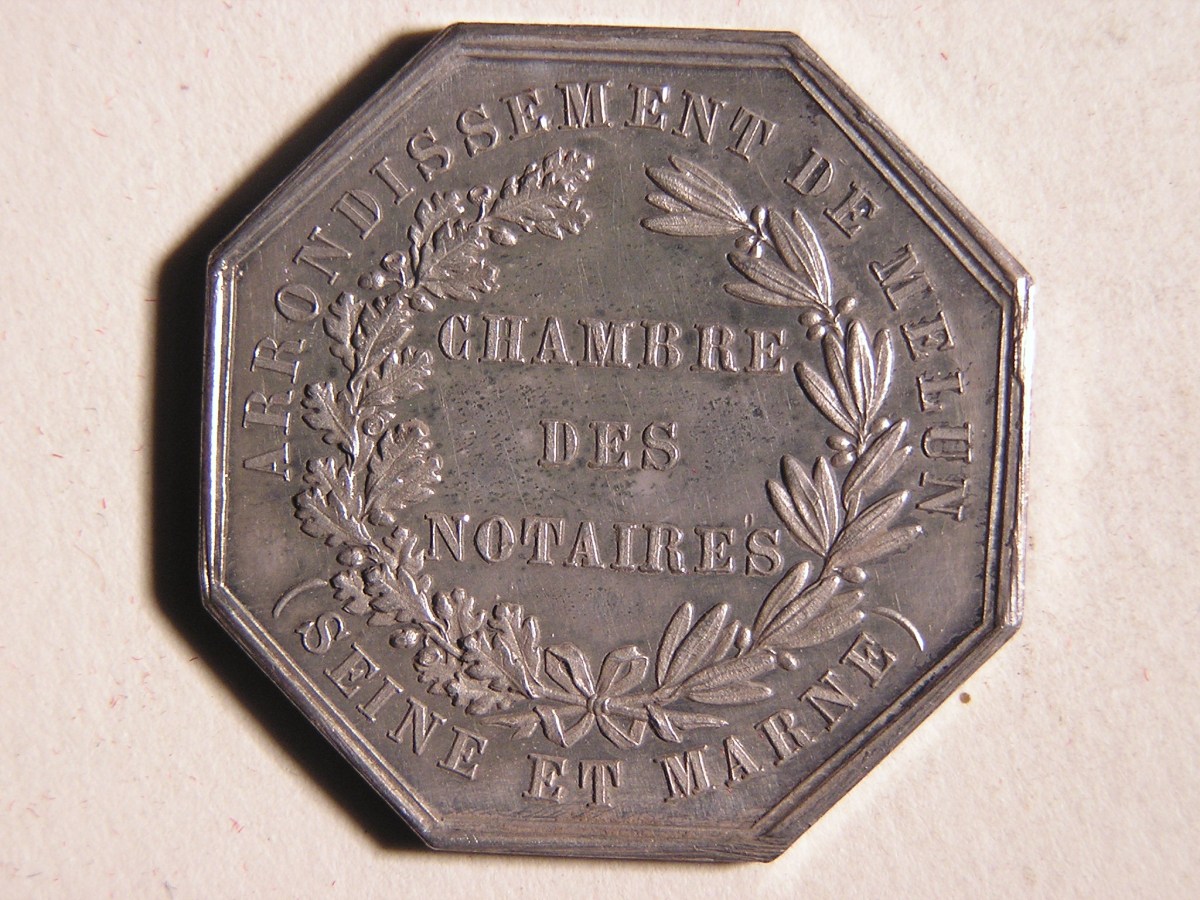 ARRONDISSEMENT DE MELUN
CHAMBRE
DES
NOTAIRES
(SEINE ET MARNE)